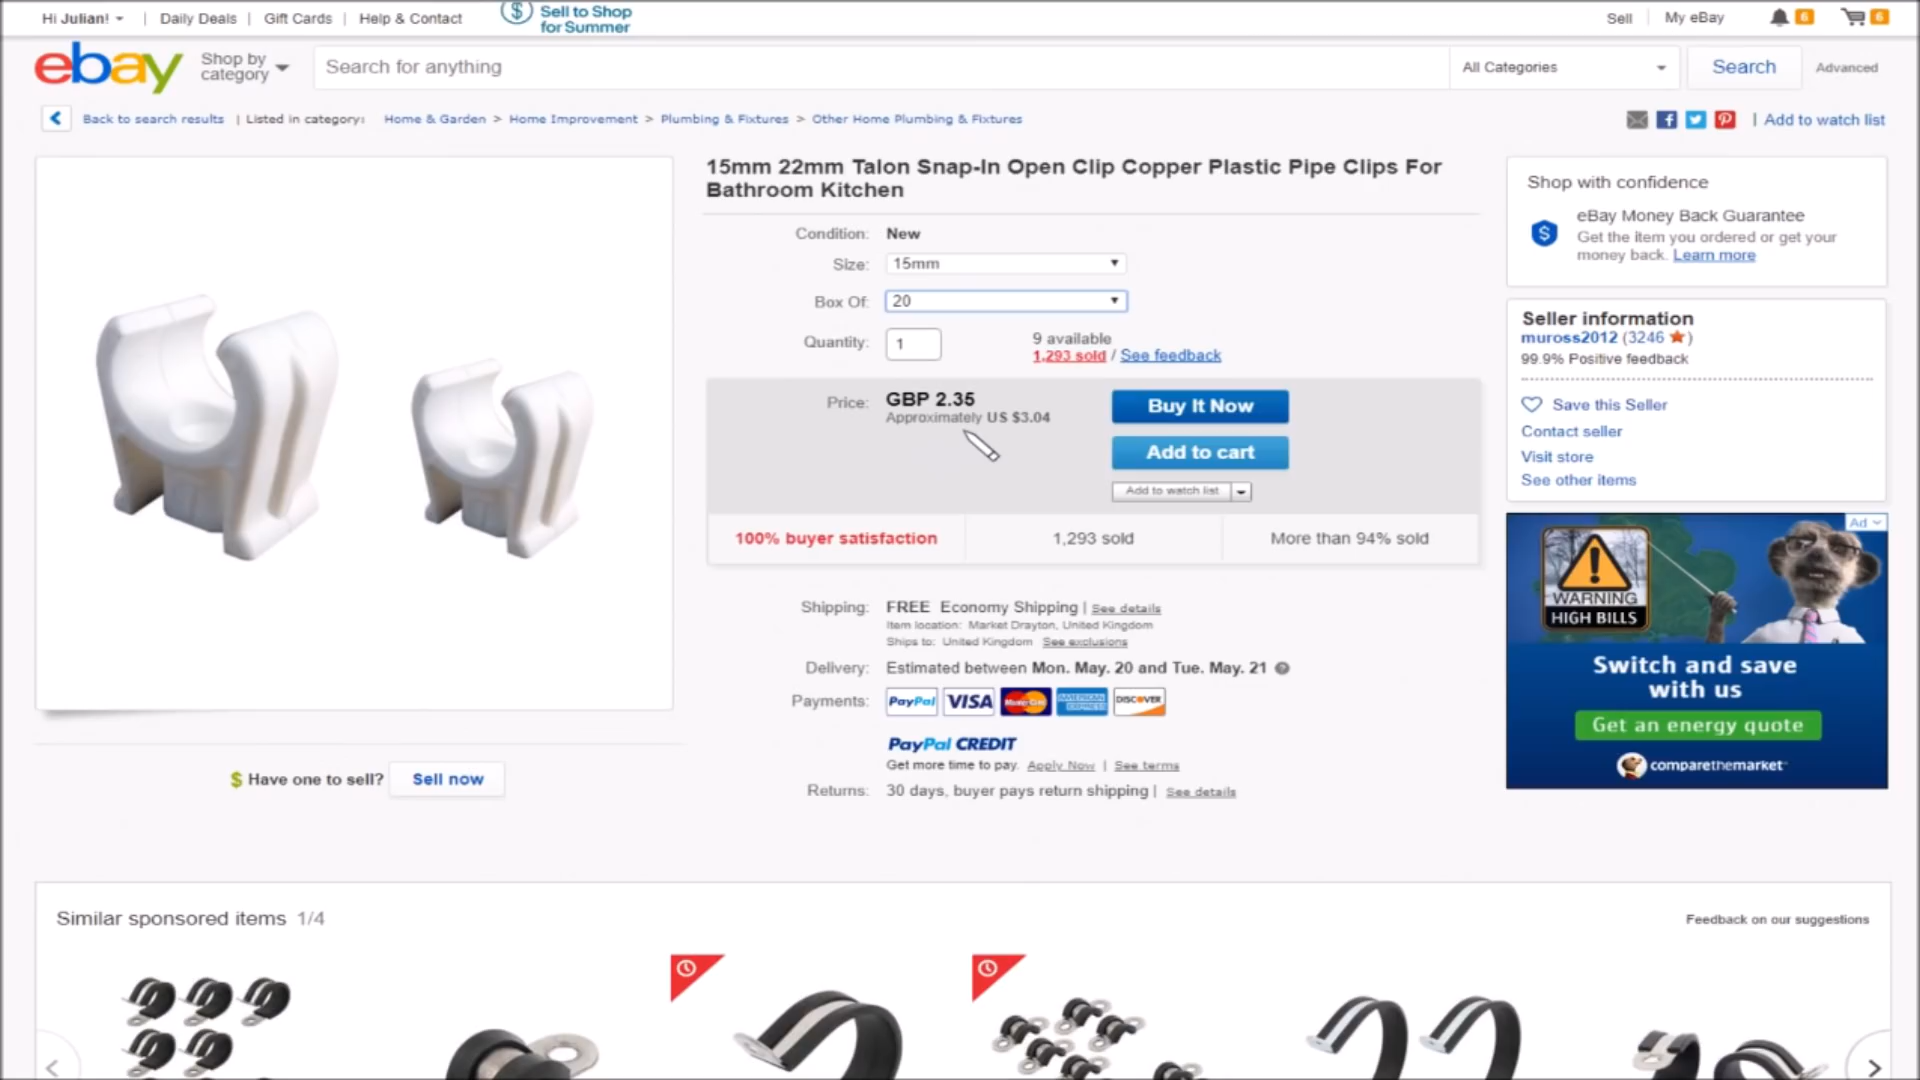 Hi Julian!
Daily Deals
Gift Cards
Help & Contact
Sell to Shop
for Summer
Sell
My eBay
6
6
ebay
Shop by
category
Search for anything
All Categories
Search
Advanced
Back to search results
Listed in category:
Home & Garden > Home Improvement > Plumbing & Fixtures > Other Home Plumbing & Fixtures
Add to watch list
15mm 22mm Talon Snap-In Open Clip Copper Plastic Pipe Clips For
Bathroom Kitchen
Condition: New
Size: 15mm
Box Of: 20
Quantity: 1
9 available
1,293 sold / See feedback
Price: GBP 2.35
Approximately US $3.04
Buy It Now
Add to cart
Add to watch list
100% buyer satisfaction
1,293 sold
More than 94% sold
Shipping: FREE Economy Shipping | See details
Item location: Market Drayton, United Kingdom
Ships to: United Kingdom See exclusions
Delivery: Estimated between Mon. May. 20 and Tue. May. 21
Payments: PayPal VISA MasterCard AMERICAN EXPRESS DISCOVER
PayPal CREDIT
Get more time to pay. Apply Now | See terms
Returns: 30 days, buyer pays return shipping | See details
$ Have one to sell? Sell now
Shop with confidence
eBay Money Back Guarantee
Get the item you ordered or get your
money back. Learn more
Seller information
muross2012 (3246)
99.9% Positive feedback
Save this Seller
Contact seller
Visit store
See other items
Ad
WARNING
HIGH BILLS
Switch and save
with us
Get an energy quote
comparethemarket
Similar sponsored items 1/4
Feedback on our suggestions